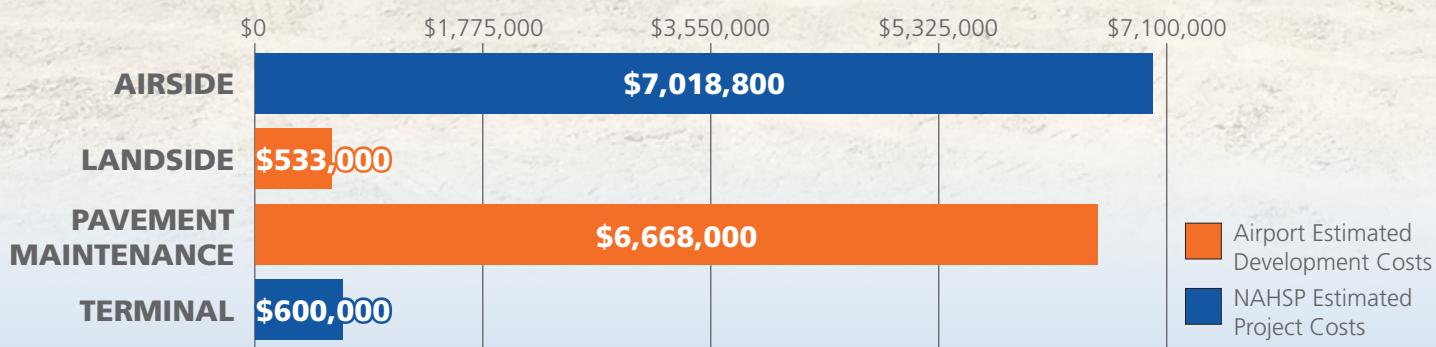 $0 $1,775,000 $3,550,000 $5,325,000 $7,100,000
AIRSIDE $7,018,800
LANDSIDE $533,000
PAVEMENT
MAINTENANCE $6,668,000
TERMINAL $600,000
Airport Estimated
Development Costs
NAHSP Estimated
Project Costs